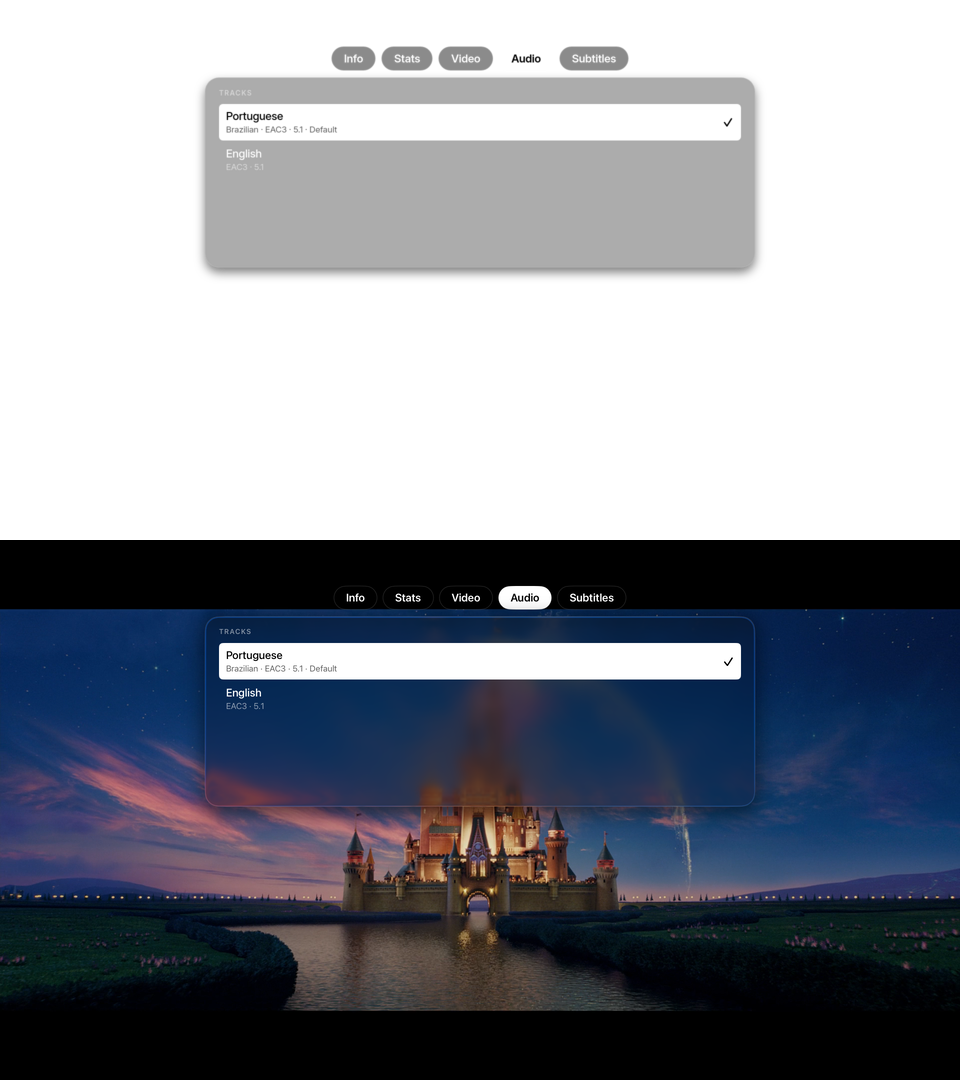 Info Stats Video Audio Subtitles
TRACKS
Portuguese
Brazilian · EAC3 · 5.1 · Default
English
EAC3 · 5.1
Info Stats Video Audio Subtitles
TRACKS
Portuguese
Brazilian · EAC3 · 5.1 · Default
English
EAC3 · 5.1